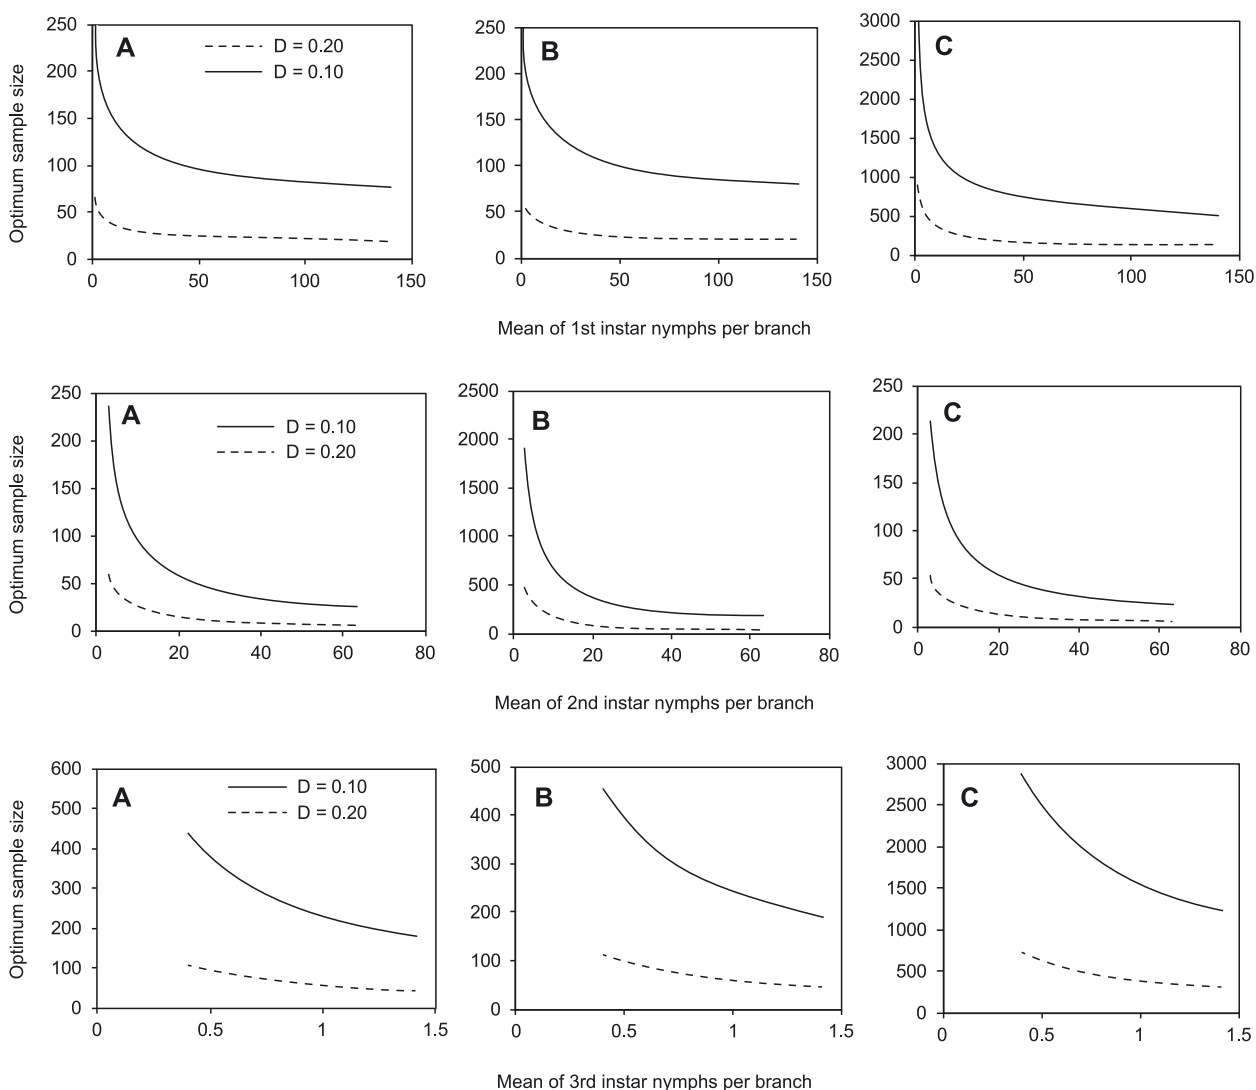 A
D = 0.20
D = 0.10
250
200
150
100
50
0
0 50 100 150
Optimum sample size
B
250
200
150
100
50
0
0 50 100 150
C
3000
2500
3000
1500
1000
500
0
0 50 100 150
Mean of 1st instar nymphs per branch
A
D = 0.10
D = 0.20
250
200
150
100
50
0
0 20 40 60 80
Optimum sample size
B
2500
2000
1500
1000
500
0
0 20 40 60 80
C
250
200
150
100
50
0
0 20 40 60 80
Mean of 2nd instar nymphs per branch
A
D = 0.10
D = 0.20
600
500
400
300
200
100
0
0 0.5 1 1.5
Optimum sample size
B
500
400
300
200
100
0
0 0.5 1 1.5
C
3000
2500
2000
1500
1000
500
0
0 0.5 1 1.5
Mean of 3rd instar nymphs per branch